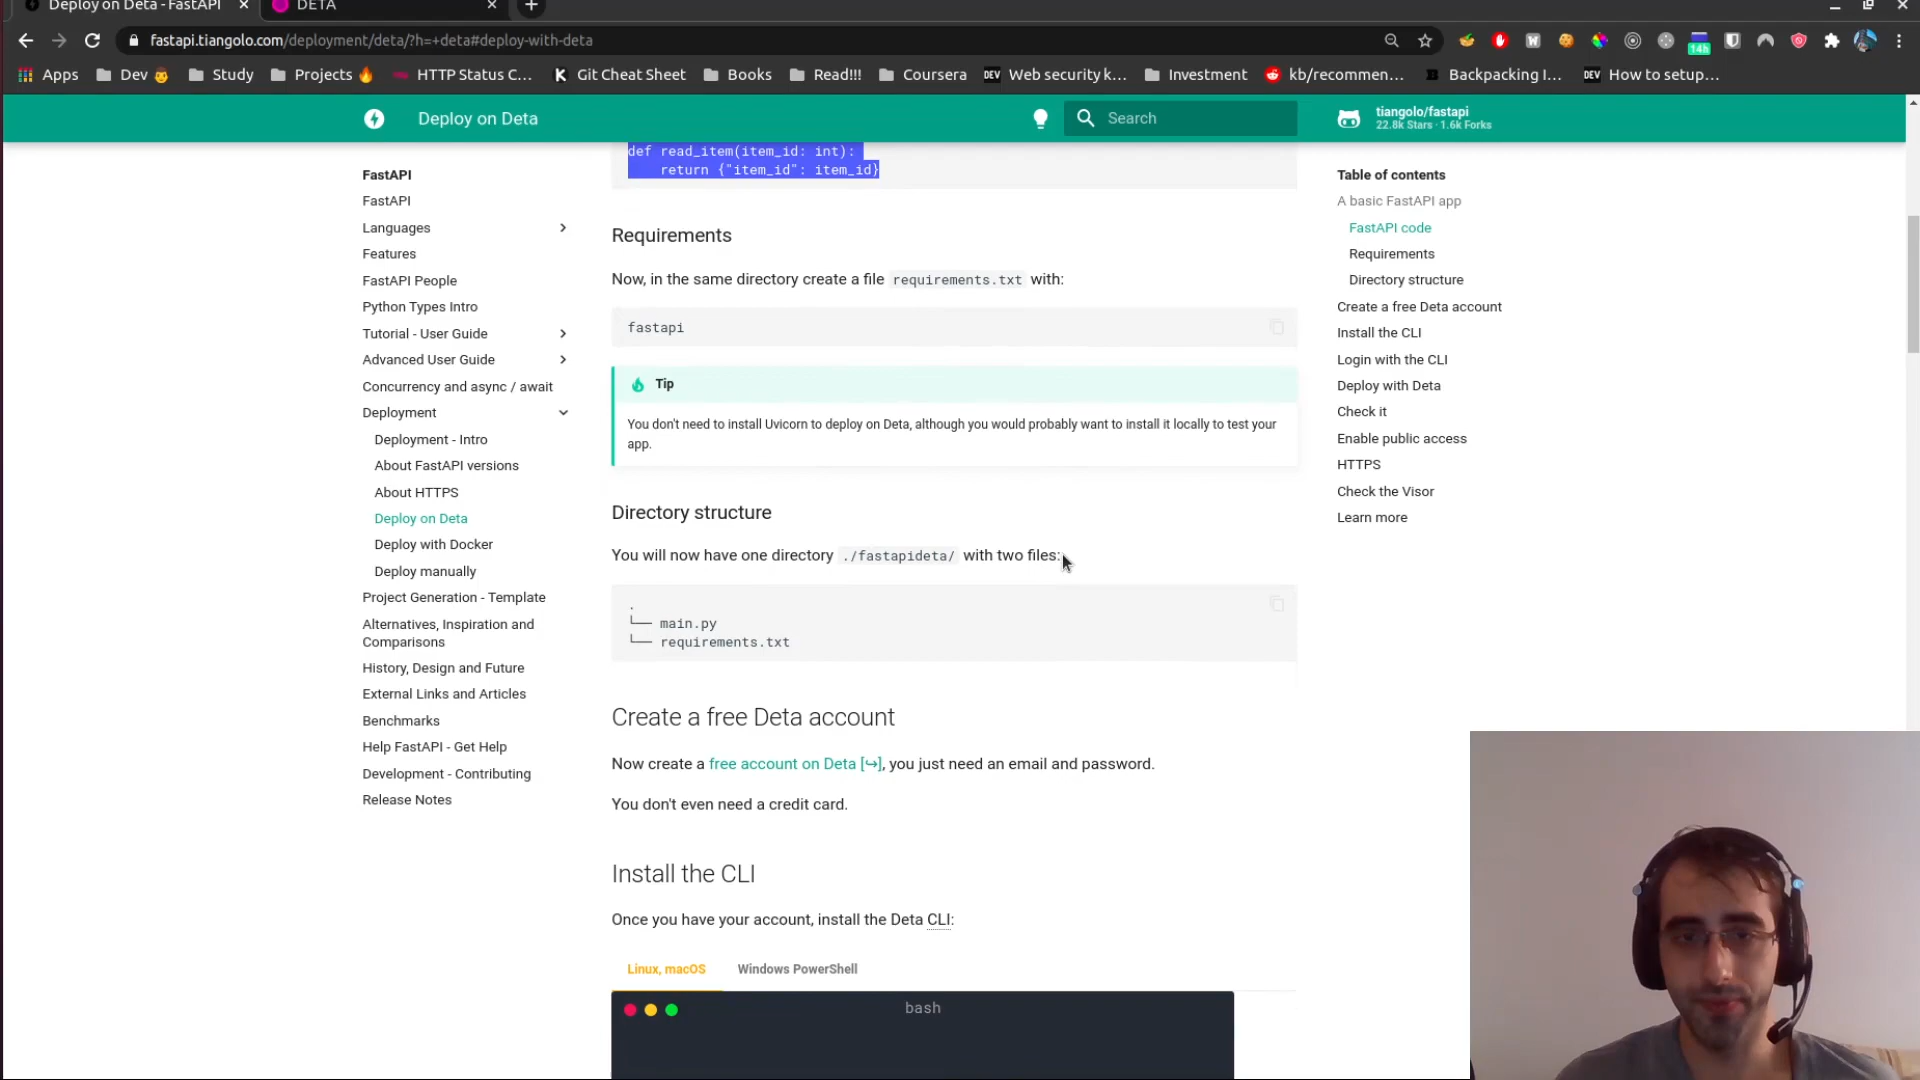 Deploy on Deta - FastAPI
DETA
fastapi.tiangolo.com/deployment/deta/?h=+deta#deploy-with-deta
14h
Apps
Dev
Study
Projects
HTTP Status C...
Git Cheat Sheet
Books
Read!!!
Coursera
DEV Web security k...
Investment
kb/recommen...
Backpacking I...
DEV How to setup...
Deploy on Deta
Search
tiangolo/fastapi
22.8k Stars · 1.6k Forks
FastAPI
FastAPI
Languages
Features
FastAPI People
Python Types Intro
Tutorial - User Guide
Advanced User Guide
Concurrency and async / await
Deployment
Deployment - Intro
About FastAPI versions
About HTTPS
Deploy on Deta
Deploy with Docker
Deploy manually
Project Generation - Template
Alternatives, Inspiration and
Comparisons
History, Design and Future
External Links and Articles
Benchmarks
Help FastAPI - Get Help
Development - Contributing
Release Notes
def read_item(item_id: int):
return {"item_id": item_id}
Requirements
Now, in the same directory create a file requirements.txt with:
fastapi
Tip
You don't need to install Uvicorn to deploy on Deta, although you would probably want to install it locally to test your
app.
Directory structure
You will now have one directory ./fastapideta/ with two files:
.
└── main.py
└── requirements.txt
Create a free Deta account
Now create a free account on Deta [↪], you just need an email and password.
You don't even need a credit card.
Install the CLI
Once you have your account, install the Deta CLI:
Linux, macOS
Windows PowerShell
bash
Table of contents
A basic FastAPI app
FastAPI code
Requirements
Directory structure
Create a free Deta account
Install the CLI
Login with the CLI
Deploy with Deta
Check it
Enable public access
HTTPS
Check the Visor
Learn more